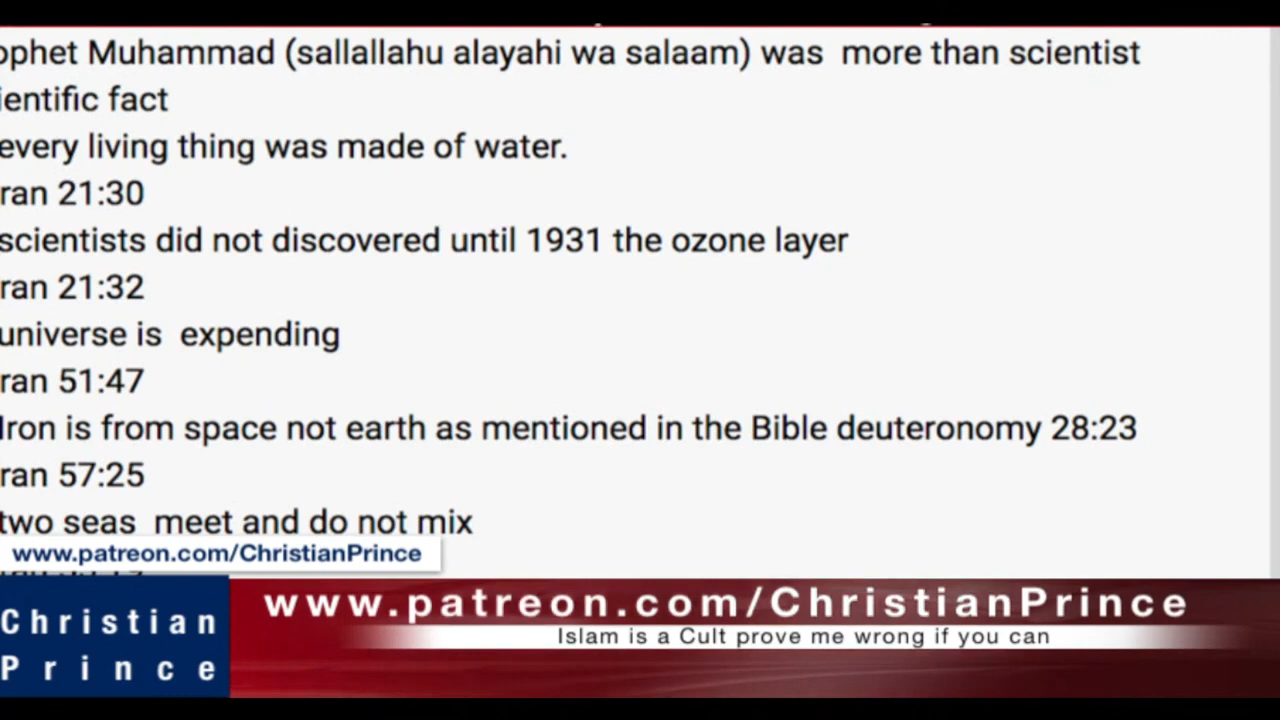 ophet Muhammad (sallallahu alayahi wa salaam) was more than scientist
ientific fact
every living thing was made of water.
ran 21:30
scientists did not discovered until 1931 the ozone layer
ran 21:32
universe is expending
ran 51:47
Iron is from space not earth as mentioned in the Bible deuteronomy 28:23
ran 57:25
two seas meet and do not mix
www.patreon.com/ChristianPrince
Christian
Prince
www.patreon.com/ChristianPrince
Islam is a Cult prove me wrong if you can